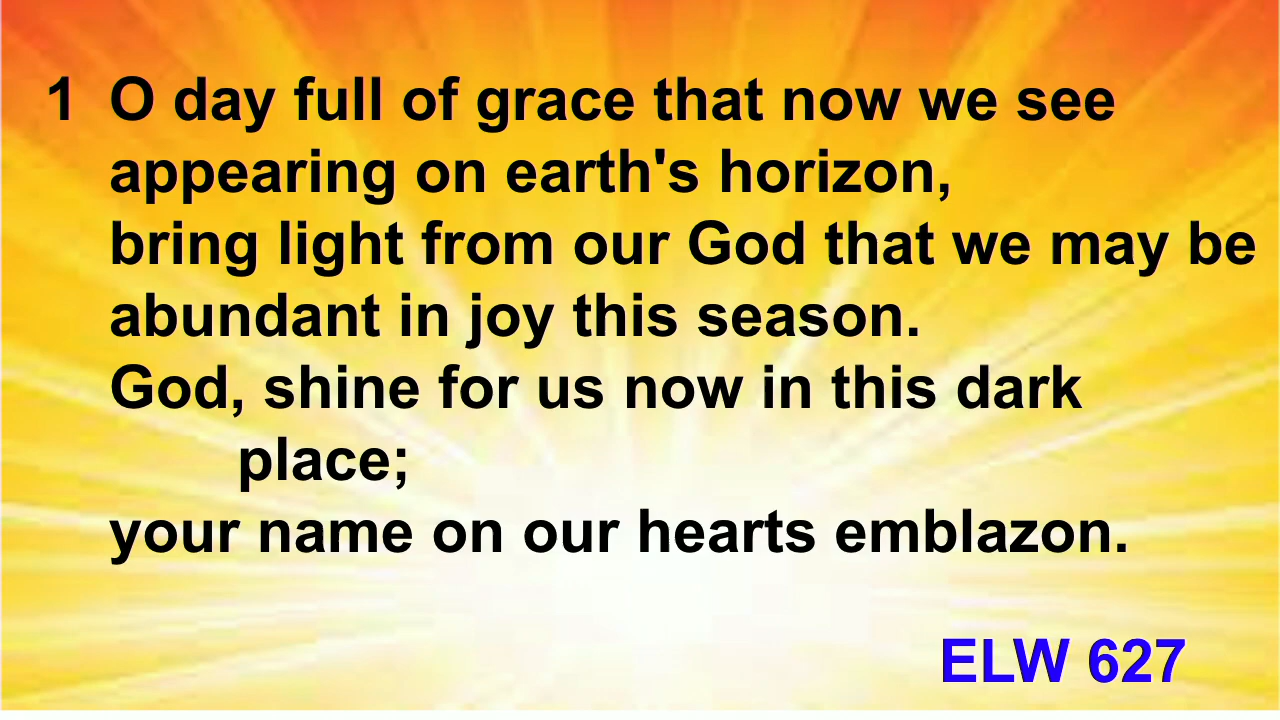 1 O day full of grace that now we see
appearing on earth's horizon,
bring light from our God that we may be
abundant in joy this season.
God, shine for us now in this dark
place;
your name on our hearts emblazon.
ELW 627